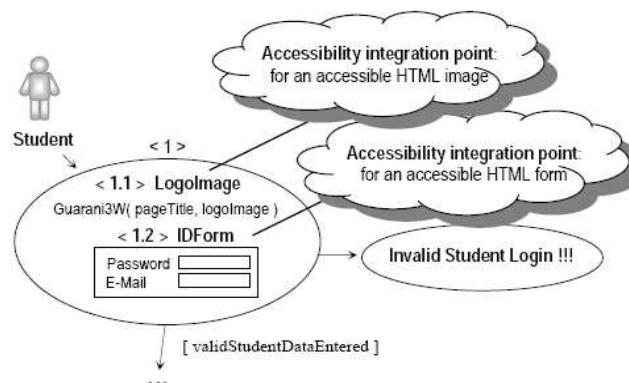 Accessibility integration point:
for an accessible HTML image
Student
< 1 >
Accessibility integration point:
for an accessible HTML form
< 1.1 > LogoImage
Guarani3W( pageTitle, logoImage )
< 1.2 > IDForm
Password
E-Mail
Invalid Student Login !!!
[ validStudentDataEntered ]
...